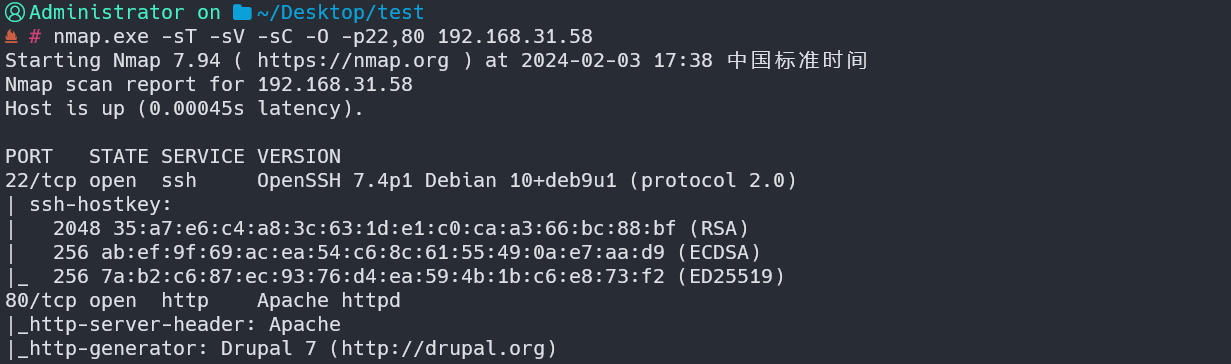 Administrator on ~/Desktop/test
# nmap.exe -sT -sV -sC -O -p22,80 192.168.31.58
Starting Nmap 7.94 ( https://nmap.org ) at 2024-02-03 17:38 中国标准时间
Nmap scan report for 192.168.31.58
Host is up (0.00045s latency).
PORT   STATE SERVICE VERSION
22/tcp open  ssh     OpenSSH 7.4p1 Debian 10+deb9u1 (protocol 2.0)
| ssh-hostkey:
|   2048 35:a7:e6:c4:a8:3c:63:1d:e1:c0:ca:a3:66:bc:88:bf (RSA)
|   256 ab:ef:9f:69:ac:ea:54:c6:8c:61:55:49:0a:e7:aa:d9 (ECDSA)
|_  256 7a:b2:c6:87:ec:93:76:d4:ea:59:4b:1b:c6:e8:73:f2 (ED25519)
80/tcp open  http    Apache httpd
|_http-server-header: Apache
|_http-generator: Drupal 7 (http://drupal.org)